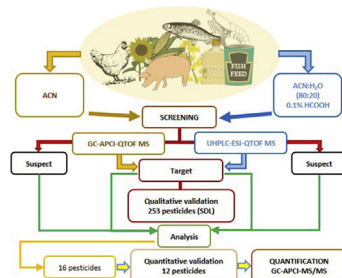 FISH
FEED
ACN
ACN:H₂O
(80:20)
0.1% HCOOH
SCREENING
GC-APCI-QTOF MS
UHPLC-ESI-QTOF MS
Suspect
Target
Suspect
Qualitative validation
253 pesticides (SDL)
Analysis
16 pesticides
Quantitative validation
12 pesticides
QUANTIFICATION
GC-APCI-MS/MS